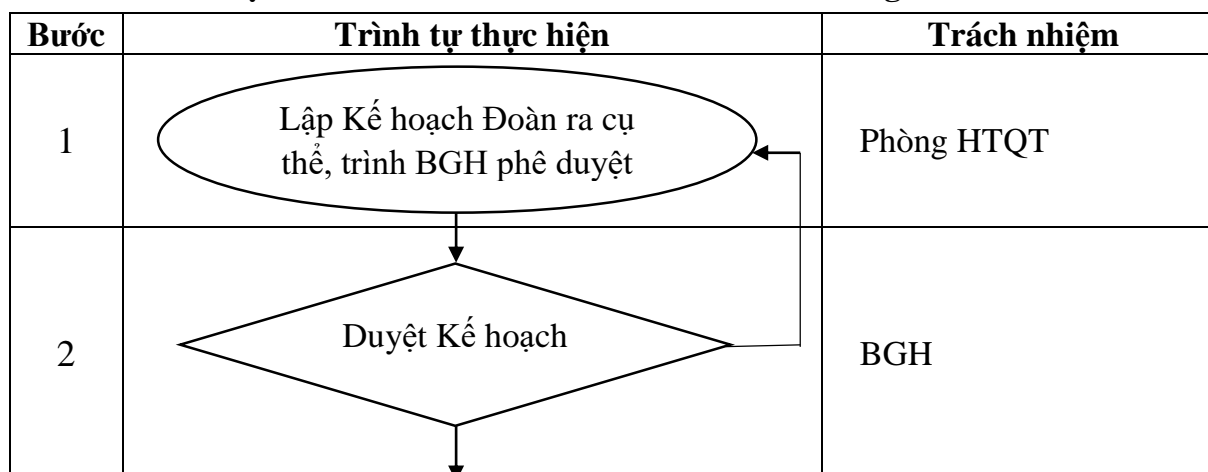 Bước Trình tự thực hiện Trách nhiệm
1 Lập Kế hoạch Đoàn ra cụ thể, trình BGH phê duyệt Phòng HTQT
2 Duyệt Kế hoạch BGH